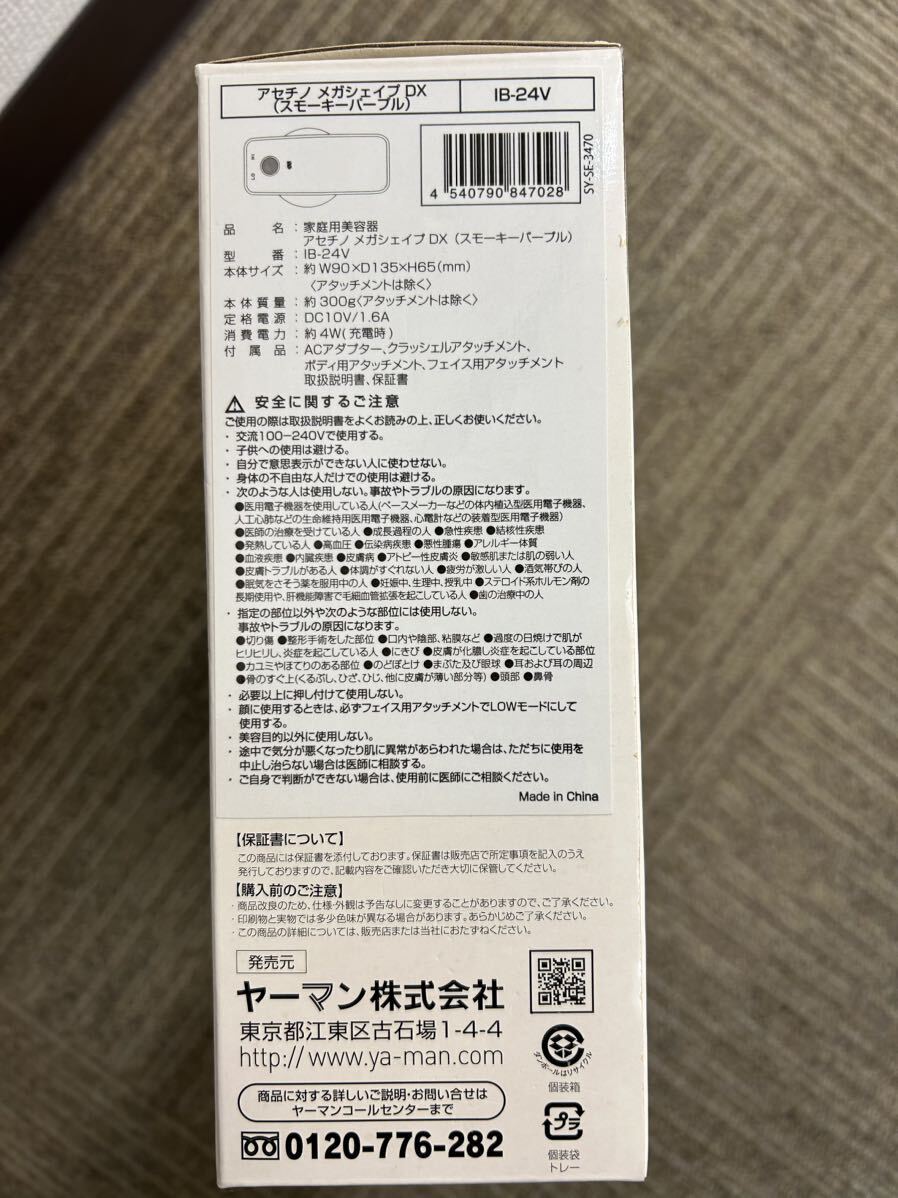 アセチノ メガシェイプ DX
（スモーキーパープル）
IB-24V
LO HI
4 540790 847028
SY-SE-3470
品名：家庭用美容器
アセチノ メガシェイプ DX（スモーキーパープル）
型番：IB-24V
本体サイズ：約 W90×D135×H65（mm）
〈アタッチメントは除く〉
本体質量：約 300g〈アタッチメントは除く〉
定格電源：DC10V/1.6A
消費電力：約 4W（充電時）
付属品：ACアダプター、クラッシェルアタッチメント、
ボディ用アタッチメント、フェイス用アタッチメント
取扱説明書、保証書
安全に関するご注意
ご使用の際は取扱説明書をよくお読みの上、正しくお使いください。
・交流100－240Vで使用する。
・子供への使用は避ける。
・自分で意思表示ができない人に使わせない。
・身体の不自由な人だけでの使用は避ける。
・次のような人は使用しない。事故やトラブルの原因になります。
●医用電子機器を使用している人（ペースメーカーなどの体内植込型医用電子機器、
人工心肺などの生命維持用医用電子機器、心電計などの装着型医用電子機器）
●医師の治療を受けている人 ●成長過程の人 ●急性疾患 ●結核性疾患
●発熱している人 ●高血圧 ●伝染病疾患 ●悪性腫瘍 ●アレルギー体質
●血液疾患 ●内臓疾患 ●皮膚病 ●アトピー性皮膚炎 ●敏感肌または肌の弱い人
●皮膚トラブルがある人 ●体調がすぐれない人 ●疲労が激しい人 ●酒気帯びの人
●眠気をさそう薬を服用中の人 ●妊娠中、生理中、授乳中 ●ステロイド系ホルモン剤の
長期使用や、肝機能障害で毛細血管拡張を起こしている人 ●歯の治療中の人
・指定の部位以外や次のような部位には使用しない。
事故やトラブルの原因になります。
●切り傷 ●整形手術をした部位 ●口内や陰部、粘膜など ●過度の日焼けで肌が
ヒリヒリし、炎症を起こしている人 ●にきび ●皮膚が化膿し炎症を起こしている部位
●カユミやほてりのある部位 ●のどぼとけ ●まぶた及び眼球 ●耳および耳の周辺
●骨のすぐ上（くるぶし、ひざ、ひじ、他に皮膚が薄い部分等） ●頭部 ●鼻骨
・必要以上に押し付けて使用しない。
・顔に使用するときは、必ずフェイス用アタッチメントでLOWモードにして
使用する。
・美容目的以外に使用しない。
・途中で気分が悪くなったり肌に異常があらわれた場合は、ただちに使用を
中止し治らない場合は医師に相談する。
・ご自身で判断ができない場合は、使用前に医師にご相談ください。
Made in China
【保証書について】
この商品には保証書を添付しております。保証書は販売店で所定事項を記入のうえ
発行しておりますので、記載内容をご確認いただき大切に保管してください。
【購入前のご注意】
・商品改良のため、仕様・外観は予告なしに変更することがありますので、ご了承ください。
・印刷物と実物では多少色味が異なる場合があります。あらかじめご了承ください。
・この商品の詳細については、販売店または当社におたずねください。
発売元
ヤーマン株式会社
東京都江東区古石場1-4-4
http://www.ya-man.com
商品に対する詳しいご説明・お問い合せは
ヤーマンコールセンターまで
0120-776-282
ダンボールはリサイクル
個装箱
プラ
個装袋
トレー